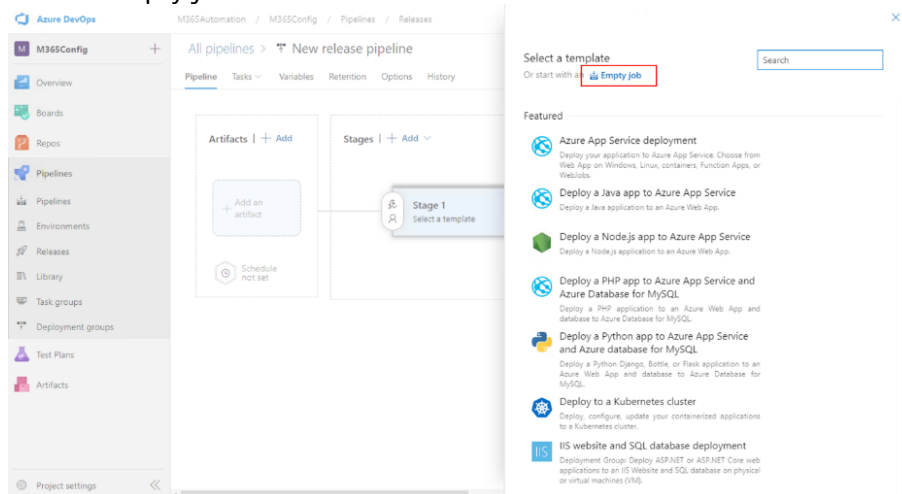 Azure DevOps
M365Automation / M365Config / Pipelines / Releases
M M365Config
All pipelines > New release pipeline
Pipeline Tasks Variables Retention Options History
Overview
Boards
Repos
Pipelines
Pipelines
Environments
Releases
Library
Task groups
Deployment groups
Test Plans
Artifacts
Project settings
Artifacts | + Add
Stages | + Add
+ Add an
artifact
Schedule
not set
Stage 1
Select a template
Select a template
Search
Or start with an Empty job
Featured
Azure App Service deployment
Deploy your application to Azure App Service. Choose from
Web App on Windows, Linux, containers, Function Apps, or
WebJobs.
Deploy a Java app to Azure App Service
Deploy a Java application to an Azure Web App.
Deploy a Node.js app to Azure App Service
Deploy a Node.js application to an Azure Web App.
Deploy a PHP app to Azure App Service and
Azure Database for MySQL
Deploy a PHP application to an Azure Web App and
database to Azure Database for MySQL.
Deploy a Python app to Azure App Service
and Azure database for MySQL
Deploy a Python Django, Bottle, or Flask application to an
Azure Web App and database to Azure Database for
MySQL.
Deploy to a Kubernetes cluster
Deploy, configure, update your containerized applications
to a Kubernetes cluster.
IIS
IIS website and SQL database deployment
Deployment Group: Deploy ASP.NET or ASP.NET Core web
applications to an IIS Website and SQL database on physical
or virtual machines (VM).